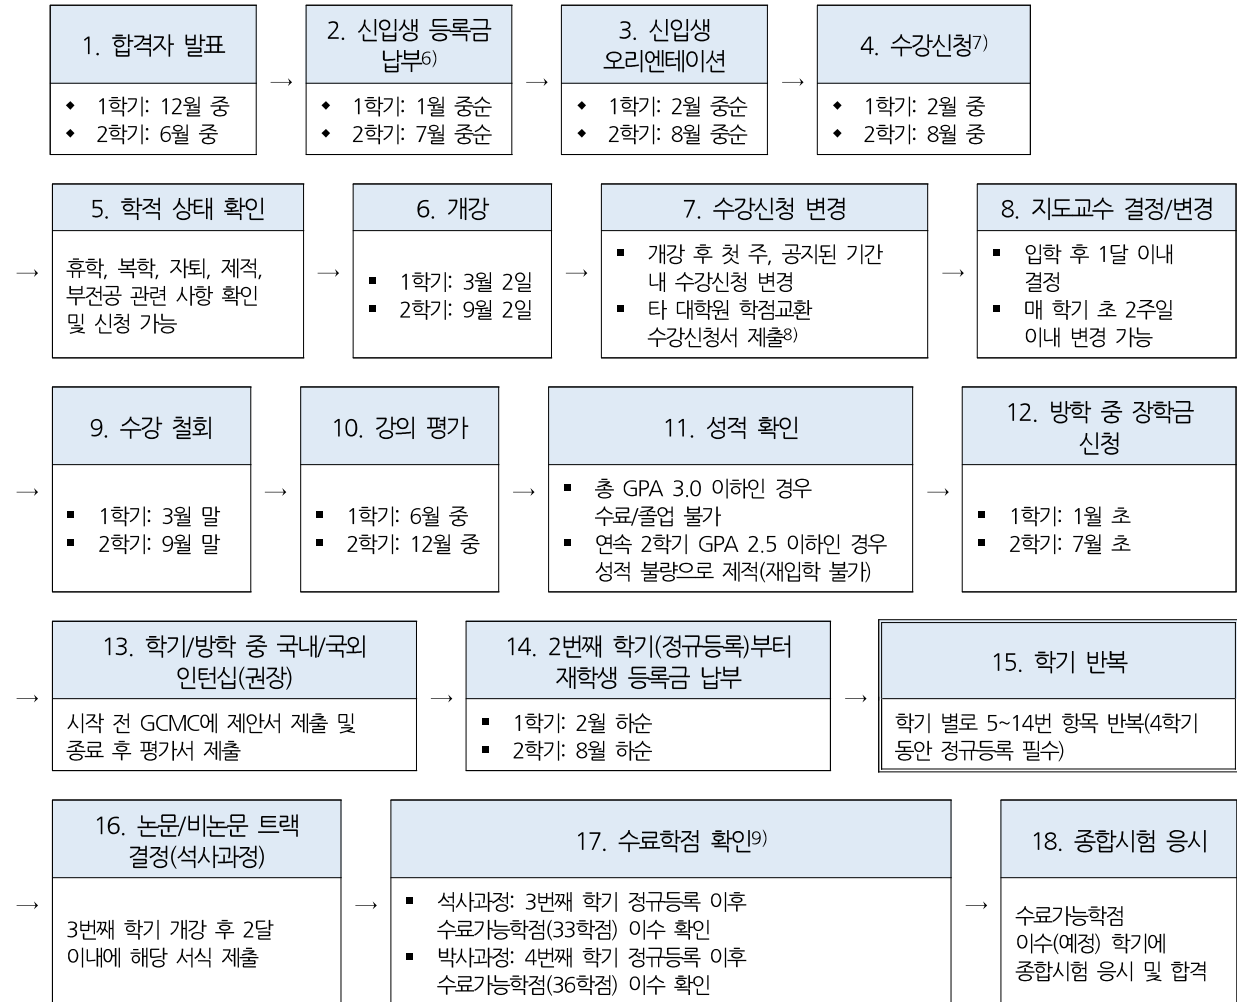 1. 합격자 발표
◆ 1학기: 12월 중
◆ 2학기: 6월 중
→
2. 신입생 등록금
납부6)
◆ 1학기: 1월 중순
◆ 2학기: 7월 중순
→
3. 신입생
오리엔테이션
◆ 1학기: 2월 중순
◆ 2학기: 8월 중순
→
4. 수강신청7)
◆ 1학기: 2월 중
◆ 2학기: 8월 중
→
5. 학적 상태 확인
휴학, 복학, 자퇴, 제적,
부전공 관련 사항 확인
및 신청 가능
→
6. 개강
▪ 1학기: 3월 2일
▪ 2학기: 9월 2일
→
7. 수강신청 변경
▪ 개강 후 첫 주, 공지된 기간
내 수강신청 변경
▪ 타 대학원 학점교환
수강신청서 제출8)
→
8. 지도교수 결정/변경
▪ 입학 후 1달 이내
결정
▪ 매 학기 초 2주일
이내 변경 가능
→
9. 수강 철회
▪ 1학기: 3월 말
▪ 2학기: 9월 말
→
10. 강의 평가
▪ 1학기: 6월 중
▪ 2학기: 12월 중
→
11. 성적 확인
▪ 총 GPA 3.0 이하인 경우
수료/졸업 불가
▪ 연속 2학기 GPA 2.5 이하인 경우
성적 불량으로 제적(재입학 불가)
→
12. 방학 중 장학금
신청
▪ 1학기: 1월 초
▪ 2학기: 7월 초
→
13. 학기/방학 중 국내/국외
인턴십(권장)
시작 전 GCMC에 제안서 제출 및
종료 후 평가서 제출
→
14. 2번째 학기(정규등록)부터
재학생 등록금 납부
▪ 1학기: 2월 하순
▪ 2학기: 8월 하순
→
15. 학기 반복
학기 별로 5~14번 항목 반복(4학기
동안 정규등록 필수)
→
16. 논문/비논문 트랙
결정(석사과정)
3번째 학기 개강 후 2달
이내에 해당 서식 제출
→
17. 수료학점 확인9)
▪ 석사과정: 3번째 학기 정규등록 이후
수료가능학점(33학점) 이수 확인
▪ 박사과정: 4번째 학기 정규등록 이후
수료가능학점(36학점) 이수 확인
→
18. 종합시험 응시
수료가능학점
이수(예정) 학기에
종합시험 응시 및 합격